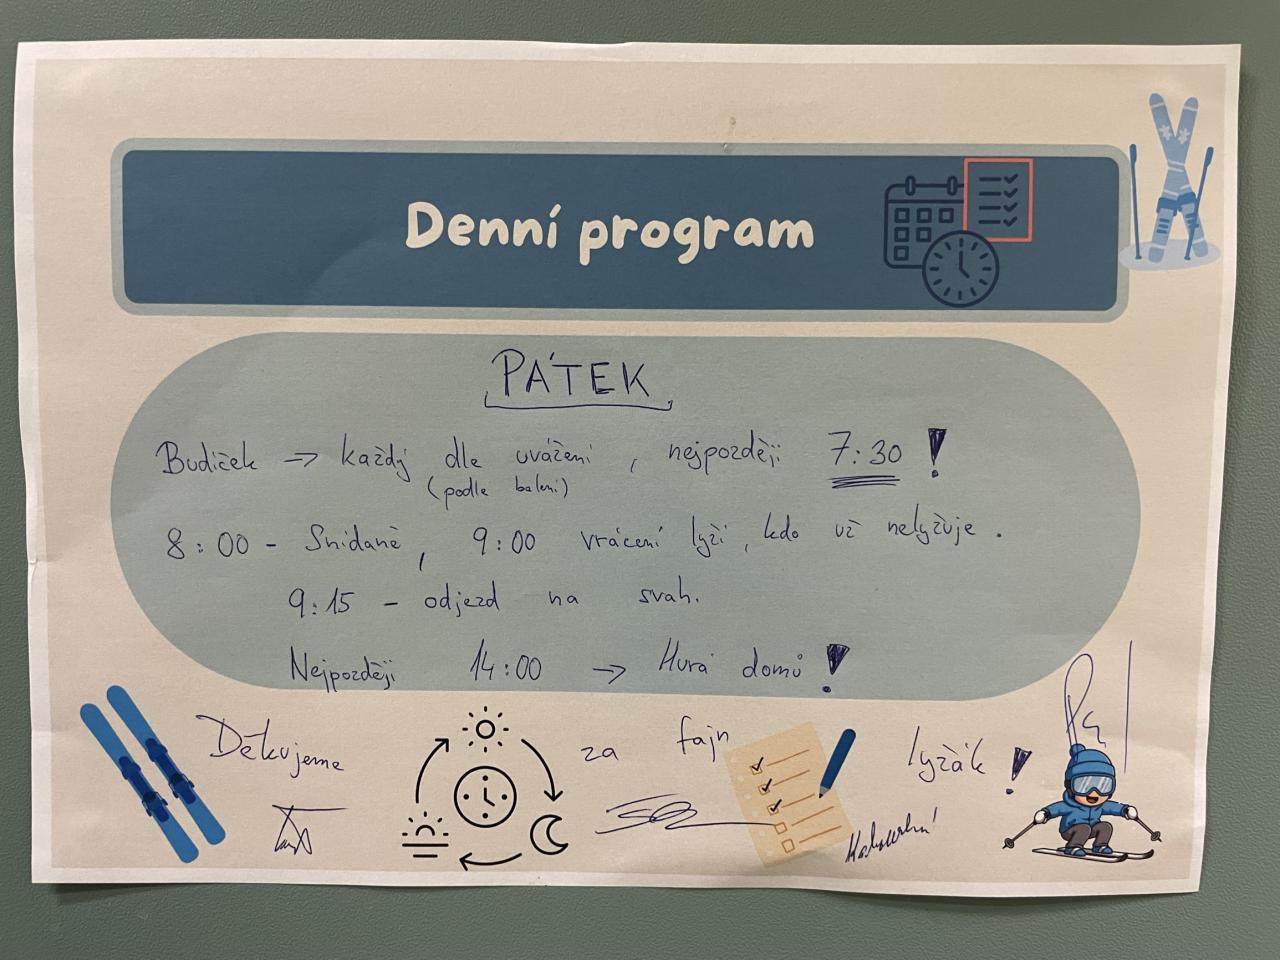 Denní program
PÁTEK
Budíček → každý dle uvážení, nejpozději 7:30!
(podle balení)
8:00 - Snídaně, 9:00 vrácení lyží, kdo už nelyžuje.
9:15 - odjezd na svah.
Nejpozději 14:00 → Hurá domů!
Děkujeme za fajn lyžák!